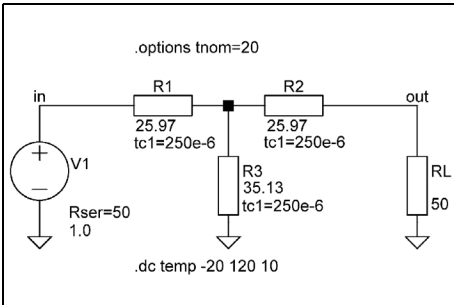 .options tnom=20
in
R1
R2
out
25.97
tc1=250e-6
25.97
tc1=250e-6
+
V1
–
Rser=50
1.0
R3
35.13
tc1=250e-6
RL
50
.dc temp -20 120 10